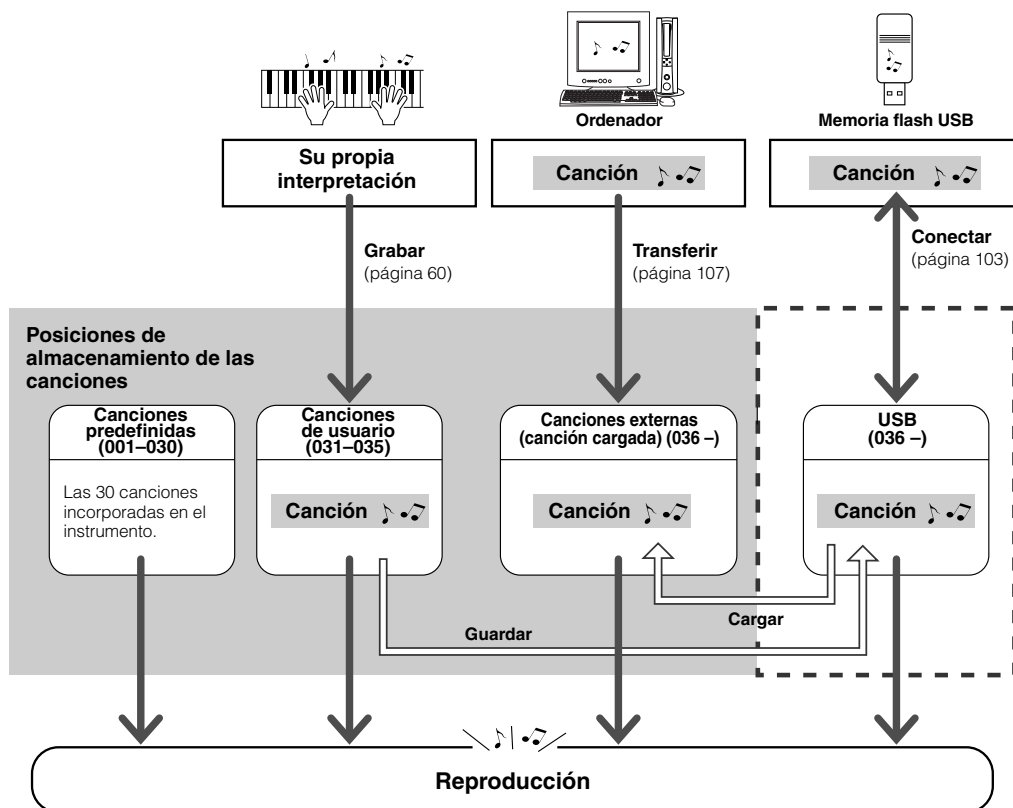 Ordenador
Memoria flash USB
Su propia
interpretación
Canción
Canción
Grabar
(página 60)
Transferir
(página 107)
Conectar
(página 103)
Posiciones de
almacenamiento de las
canciones
Canciones
predefinidas
(001–030)
Las 30 canciones
incorporadas en el
instrumento.
Canciones
de usuario
(031–035)
Canción
Canciones externas
(canción cargada) (036 –)
Canción
USB
(036 –)
Canción
Cargar
Guardar
Reproducción